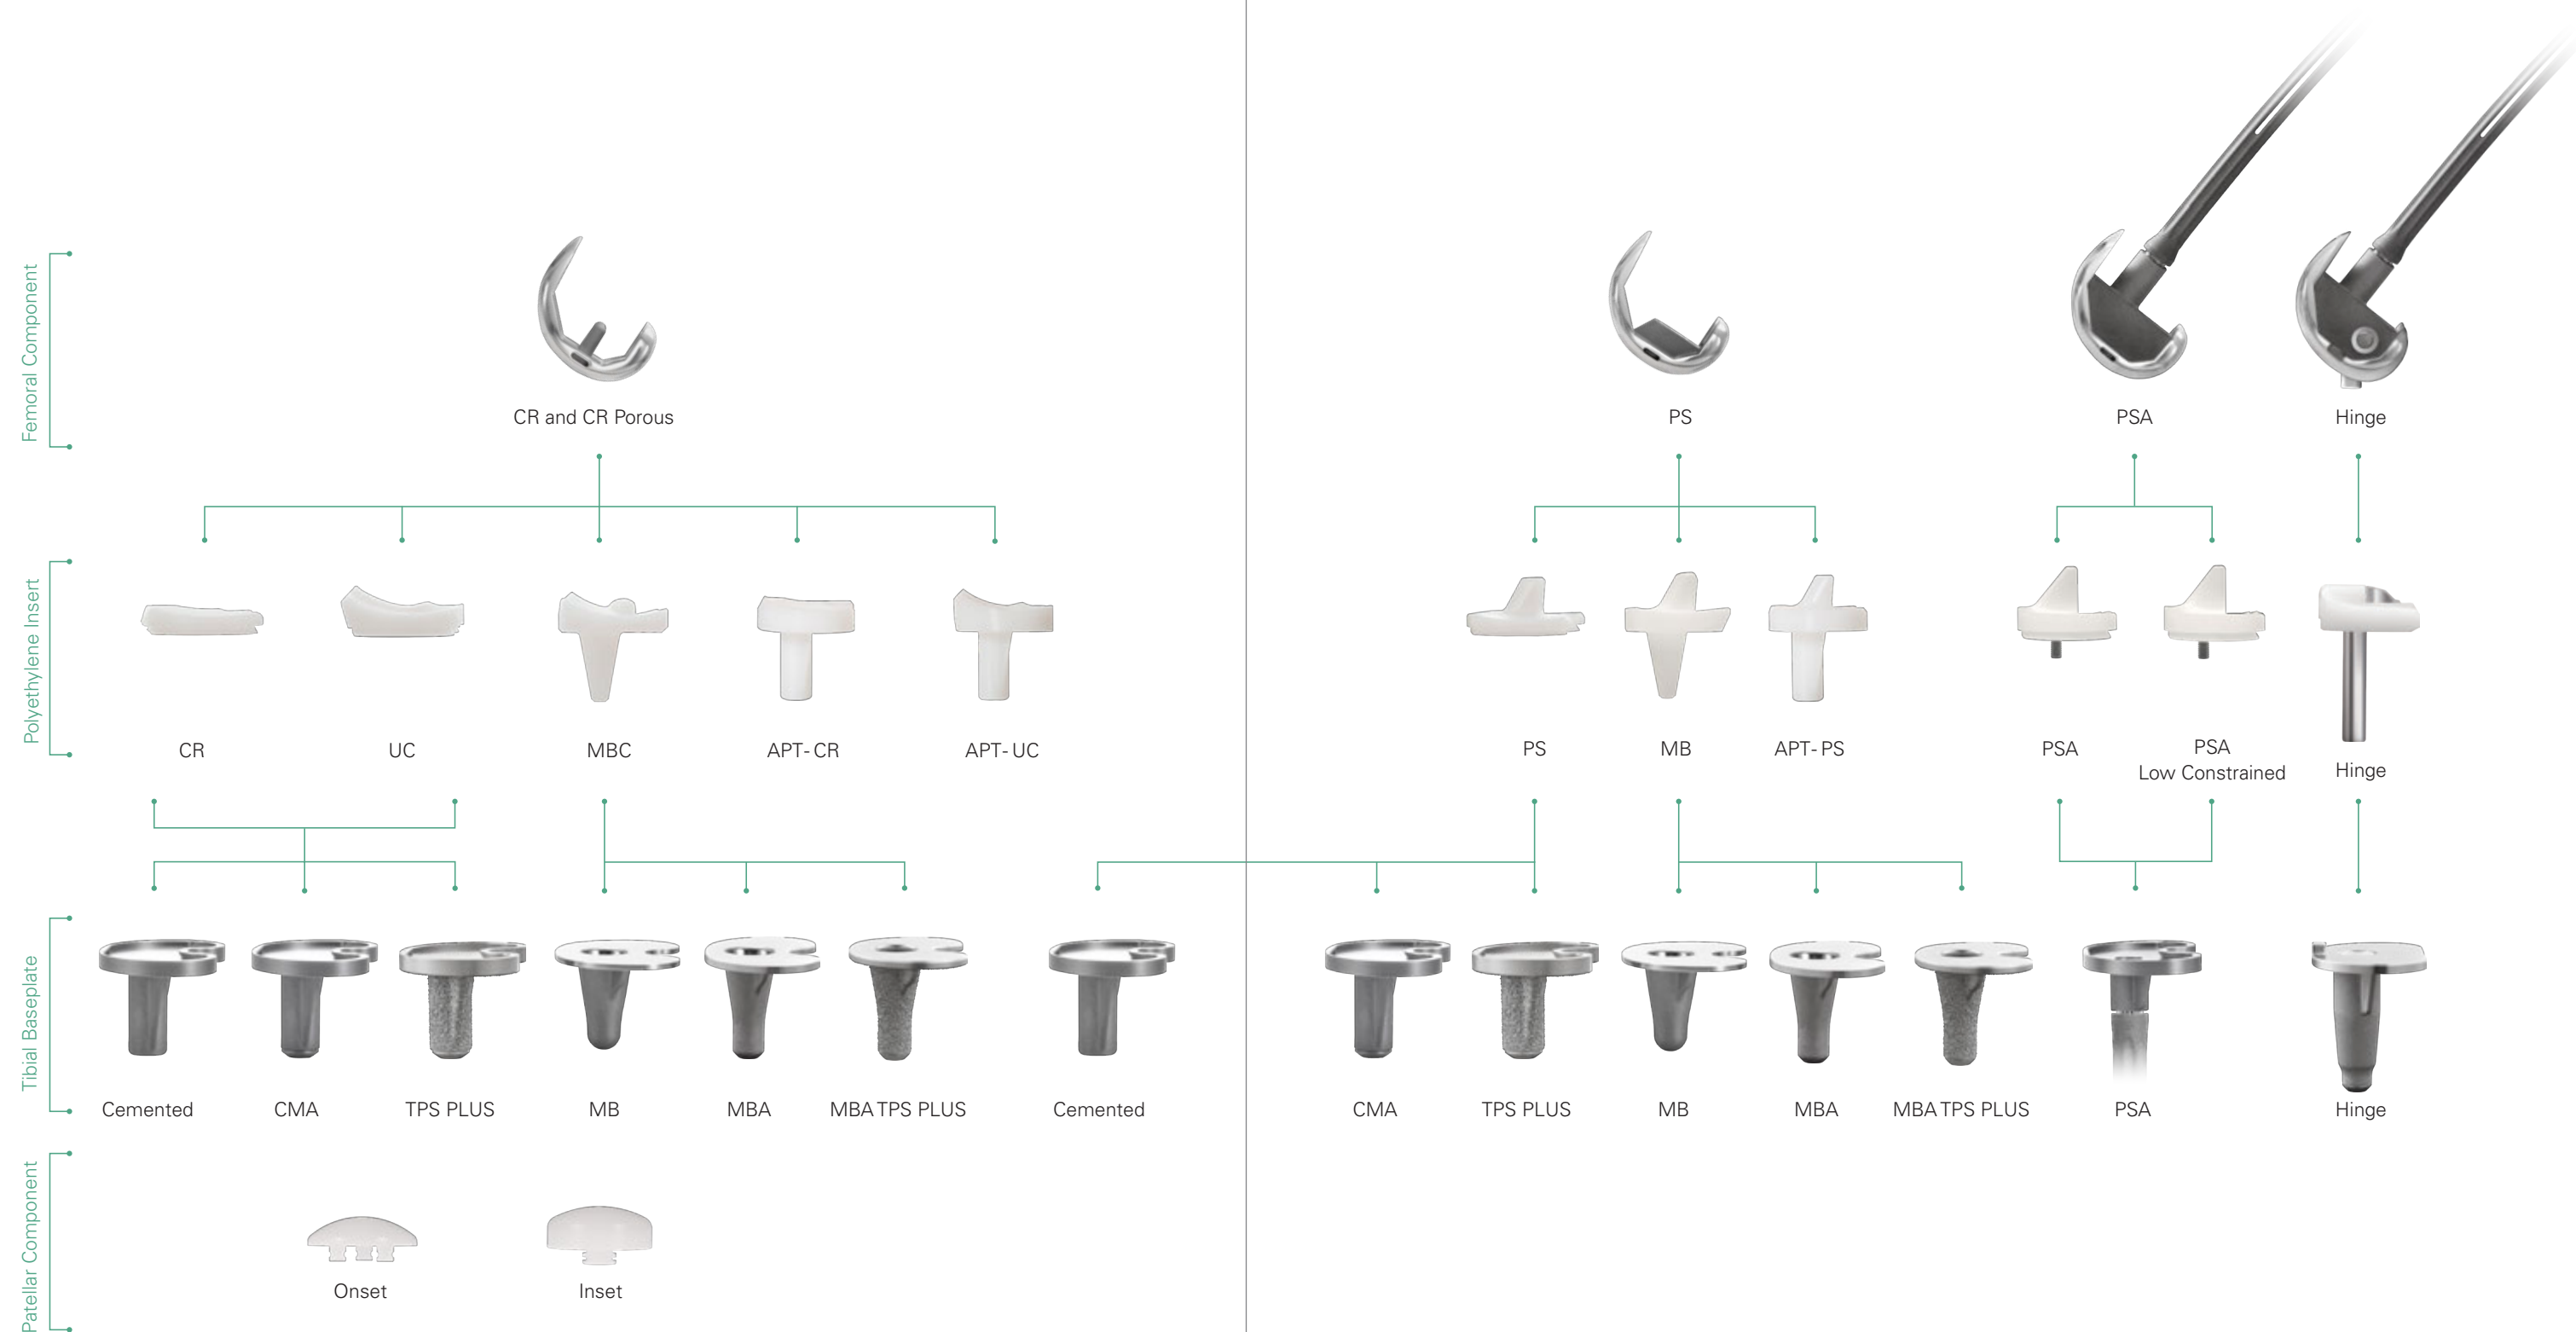 Femoral Component
CR and CR Porous
PS
PSA
Hinge
Polyethylene Insert
CR
UC
MBC
APT-CR
APT-UC
PS
MB
APT-PS
PSA
PSA
Low Constrained
Hinge
Tibial Baseplate
Cemented
CMA
TPS PLUS
MB
MBA
MBA TPS PLUS
Cemented
CMA
TPS PLUS
MB
MBA
MBA TPS PLUS
PSA
Hinge
Patellar Component
Onset
Inset